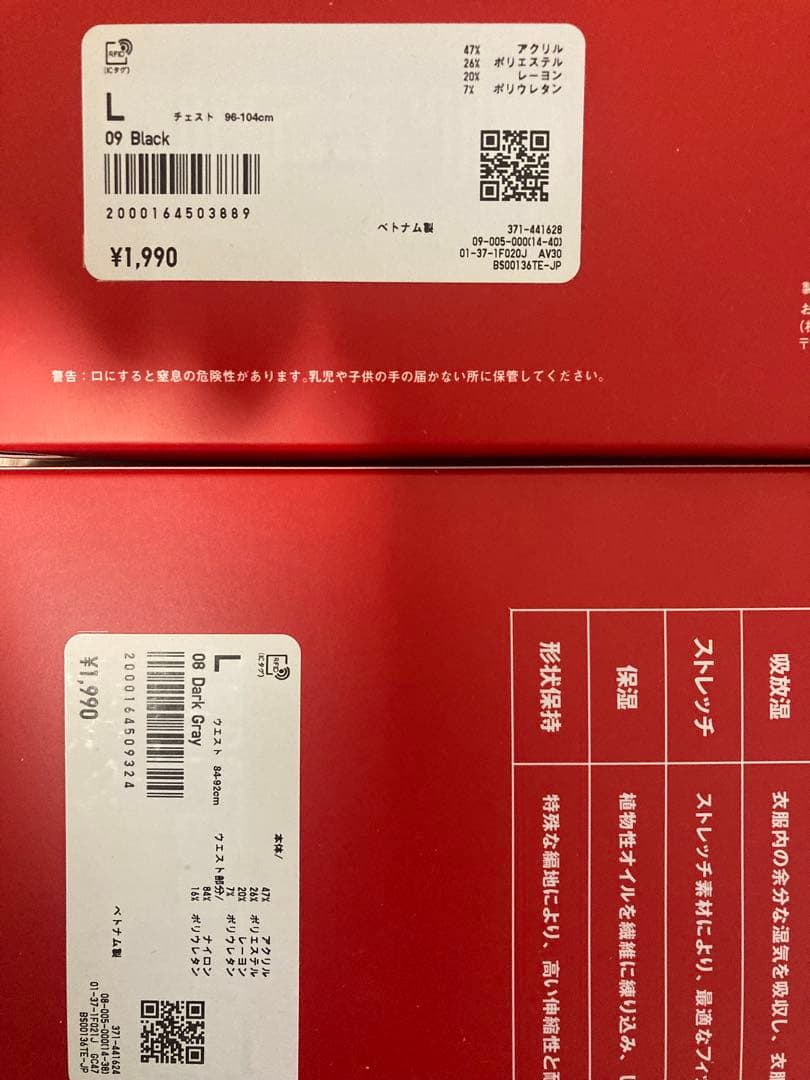 RFID
(ICタグ)
L チェスト 96-104cm
09 Black
2000164503889
¥1,990
47% アクリル
26% ポリエステル
20% レーヨン
7% ポリウレタン
ベトナム製
371-441628
09-005-000(14-40)
01-37-1F020J AV30
BS00136TE-JP
警告：口にすると窒息の危険性があります。乳児や子供の手の届かない所に保管してください。
製
お
〒
RFID
(ICタグ)
L ウエスト 84-92cm
08 Dark Gray
2000164509324
¥1,990
本体/
47% アクリル
26% ポリエステル
20% レーヨン
7% ポリウレタン
ウエスト部分/
84% ナイロン
16% ポリウレタン
ベトナム製
371-441624
08-005-000(14-38)
01-37-1F021J GC47
BS00136TE-JP
吸放湿 衣服内の余分な湿気を吸収し、衣服
ストレッチ ストレッチ素材により、最適なフィ
保湿 植物性オイルを繊維に練り込み、し
形状保持 特殊な編地により、高い伸縮性と